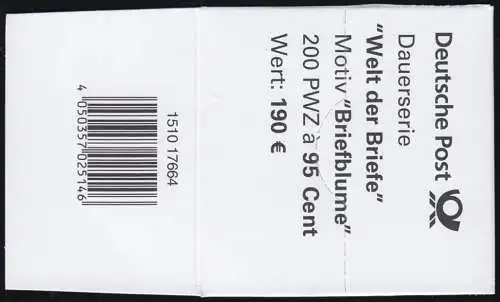 Deutsche Post
Dauerserie
"Welt der Briefe"
Motiv "Briefblume"
200 PWZ à 95 Cent
Wert: 190 €
1510 17664
4 050357 025146